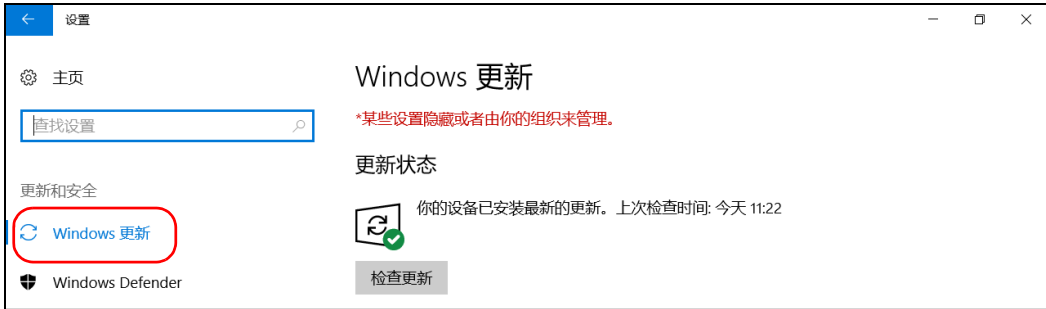 设置
主页
查找设置
更新和安全
Windows 更新
Windows Defender
Windows 更新
*某些设置隐藏或者由你的组织来管理。
更新状态
你的设备已安装最新的更新。上次检查时间: 今天 11:22
检查更新